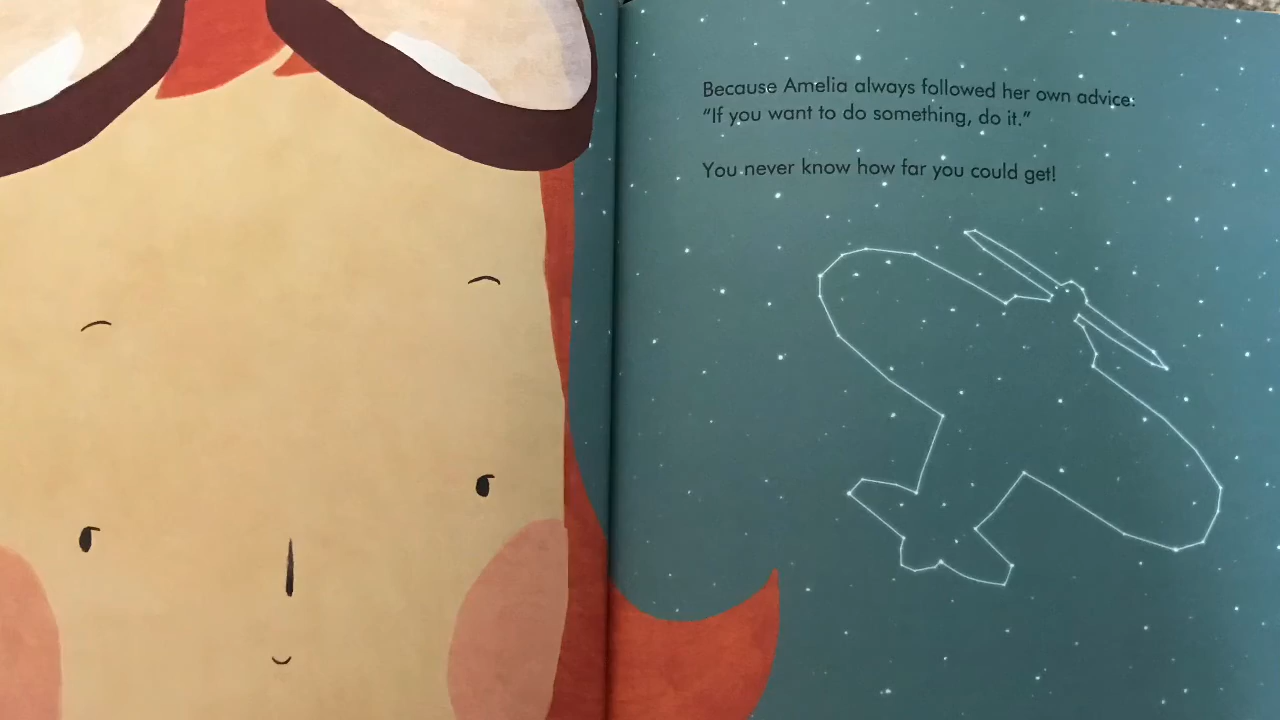 Because Amelia always followed her own advice:
"If you want to do something, do it."
You never know how far you could get!